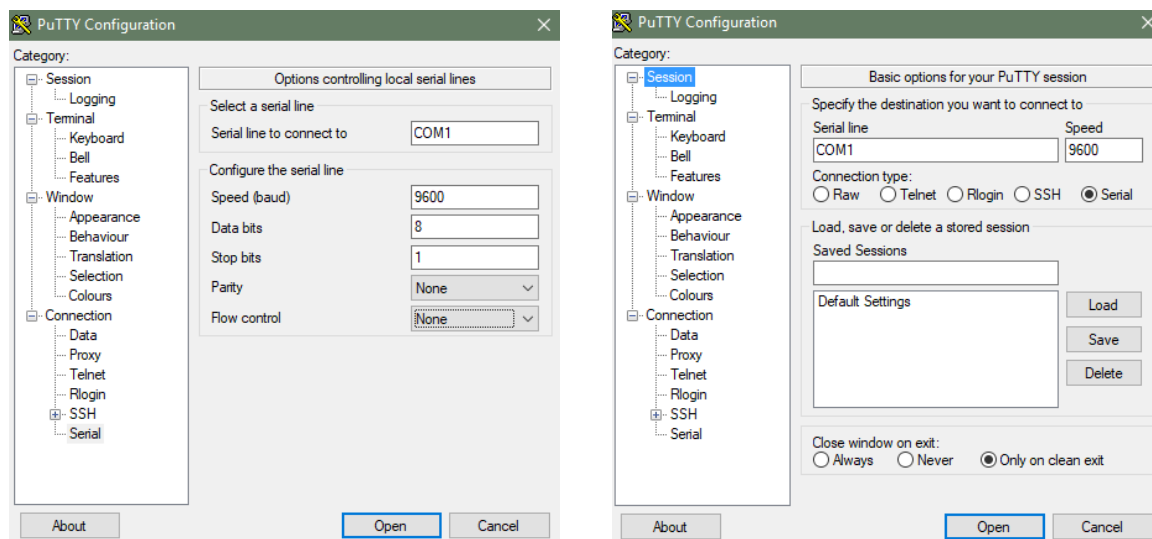 PuTTY Configuration
Category:
Session
Logging
Terminal
Keyboard
Bell
Features
Window
Appearance
Behaviour
Translation
Selection
Colours
Connection
Data
Proxy
Telnet
Rlogin
SSH
Serial
Options controlling local serial lines
Select a serial line
Serial line to connect to COM1
Configure the serial line
Speed (baud) 9600
Data bits 8
Stop bits 1
Parity None
Flow control None
About Open Cancel
PuTTY Configuration
Category:
Session
Logging
Terminal
Keyboard
Bell
Features
Window
Appearance
Behaviour
Translation
Selection
Colours
Connection
Data
Proxy
Telnet
Rlogin
SSH
Serial
Basic options for your PuTTY session
Specify the destination you want to connect to
Serial line Speed
COM1 9600
Connection type:
Raw Telnet Rlogin SSH Serial
Load, save or delete a stored session
Saved Sessions
Default Settings
Load
Save
Delete
Close window on exit:
Always Never Only on clean exit
About Open Cancel